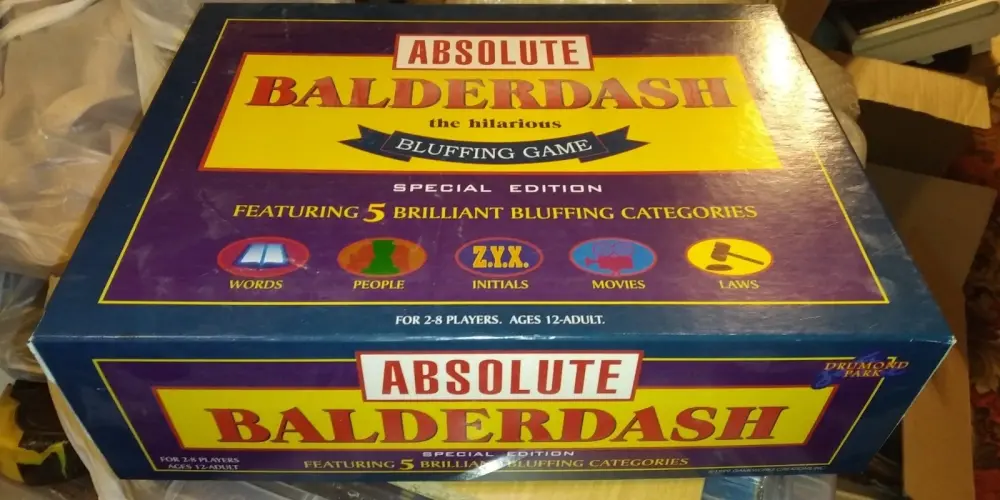 ABSOLUTE
BALDERDASH
the hilarious
BLUFFING GAME
SPECIAL EDITION
FEATURING 5 BRILLIANT BLUFFING CATEGORIES
Z.Y.X.
WORDS PEOPLE INITIALS MOVIES LAWS
FOR 2-8 PLAYERS. AGES 12-ADULT.
ABSOLUTE
DRUMOND
PARK
BALDERDASH
SPECIAL EDITION
FOR 2-8 PLAYERS
AGES 12-ADULT
FEATURING 5 BRILLIANT BLUFFING CATEGORIES